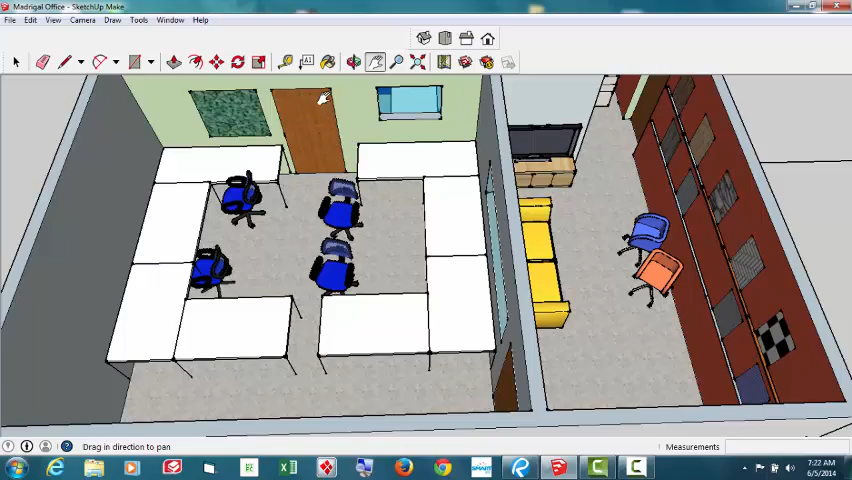 Madrigal Office - SketchUp Make
File Edit View Camera Draw Tools Window Help
A1
Drag in direction to pan
Measurements
7:22 AM
6/5/2014